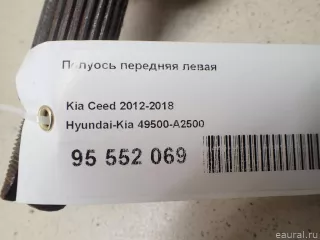 Полуось передняя левая
Kia Ceed 2012-2018
Hyundai-Kia 49500-A2500
95 552 069
eaural.ru